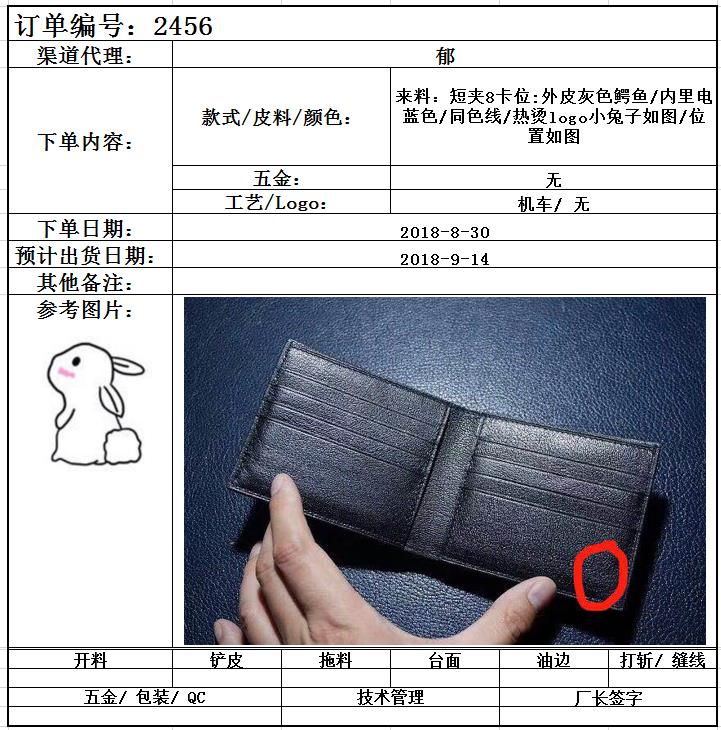 订单编号：2456
渠道代理：
郁
下单内容：
款式/皮料/颜色：
来料：短夹8卡位:外皮灰色鳄鱼/内里电
蓝色/同色线/热烫logo小兔子如图/位
置如图
五金：
无
工艺/Logo：
机车/ 无
下单日期：
2018-8-30
预计出货日期：
2018-9-14
其他备注：
参考图片：
开料
铲皮
拖料
台面
油边
打斩/ 缝线
五金/ 包装/ QC
技术管理
厂长签字